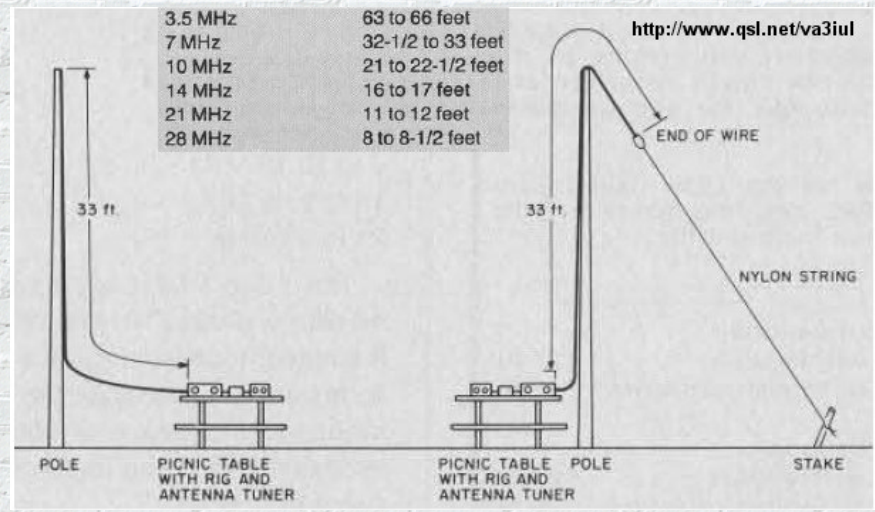 3.5 MHz 63 to 66 feet
7 MHz 32-1/2 to 33 feet
10 MHz 21 to 22-1/2 feet
14 MHz 16 to 17 feet
21 MHz 11 to 12 feet
28 MHz 8 to 8-1/2 feet
http://www.qsl.net/va3iul
33 ft.
POLE
PICNIC TABLE
WITH RIG AND
ANTENNA TUNER
END OF WIRE
33 ft.
NYLON STRING
PICNIC TABLE
WITH RIG AND
ANTENNA TUNER
POLE
STAKE